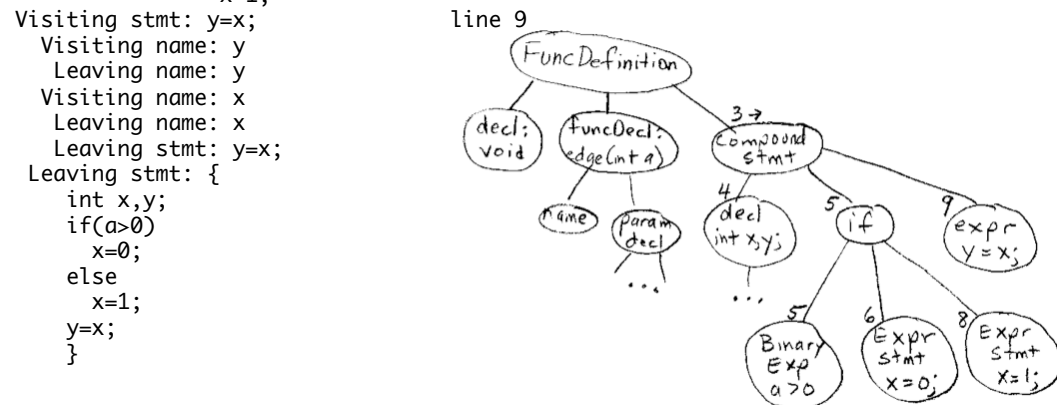 x=1;
Visiting stmt: y=x; line 9
Visiting name: y
Leaving name: y
Visiting name: x
Leaving name: x
Leaving stmt: y=x;
Leaving stmt: {
int x,y;
if(a>0)
x=0;
else
x=1;
y=x;
}
FuncDefinition
3→
decl:
void
funcDecl:
edge(int a)
compound
stmt
name
param
decl
...
4
decl
int x,y;
...
5
if
9
expr
y=x;
5
Binary
Exp
a>0
6
Expr
stmt
x=0;
8
Expr
stmt
x=1;